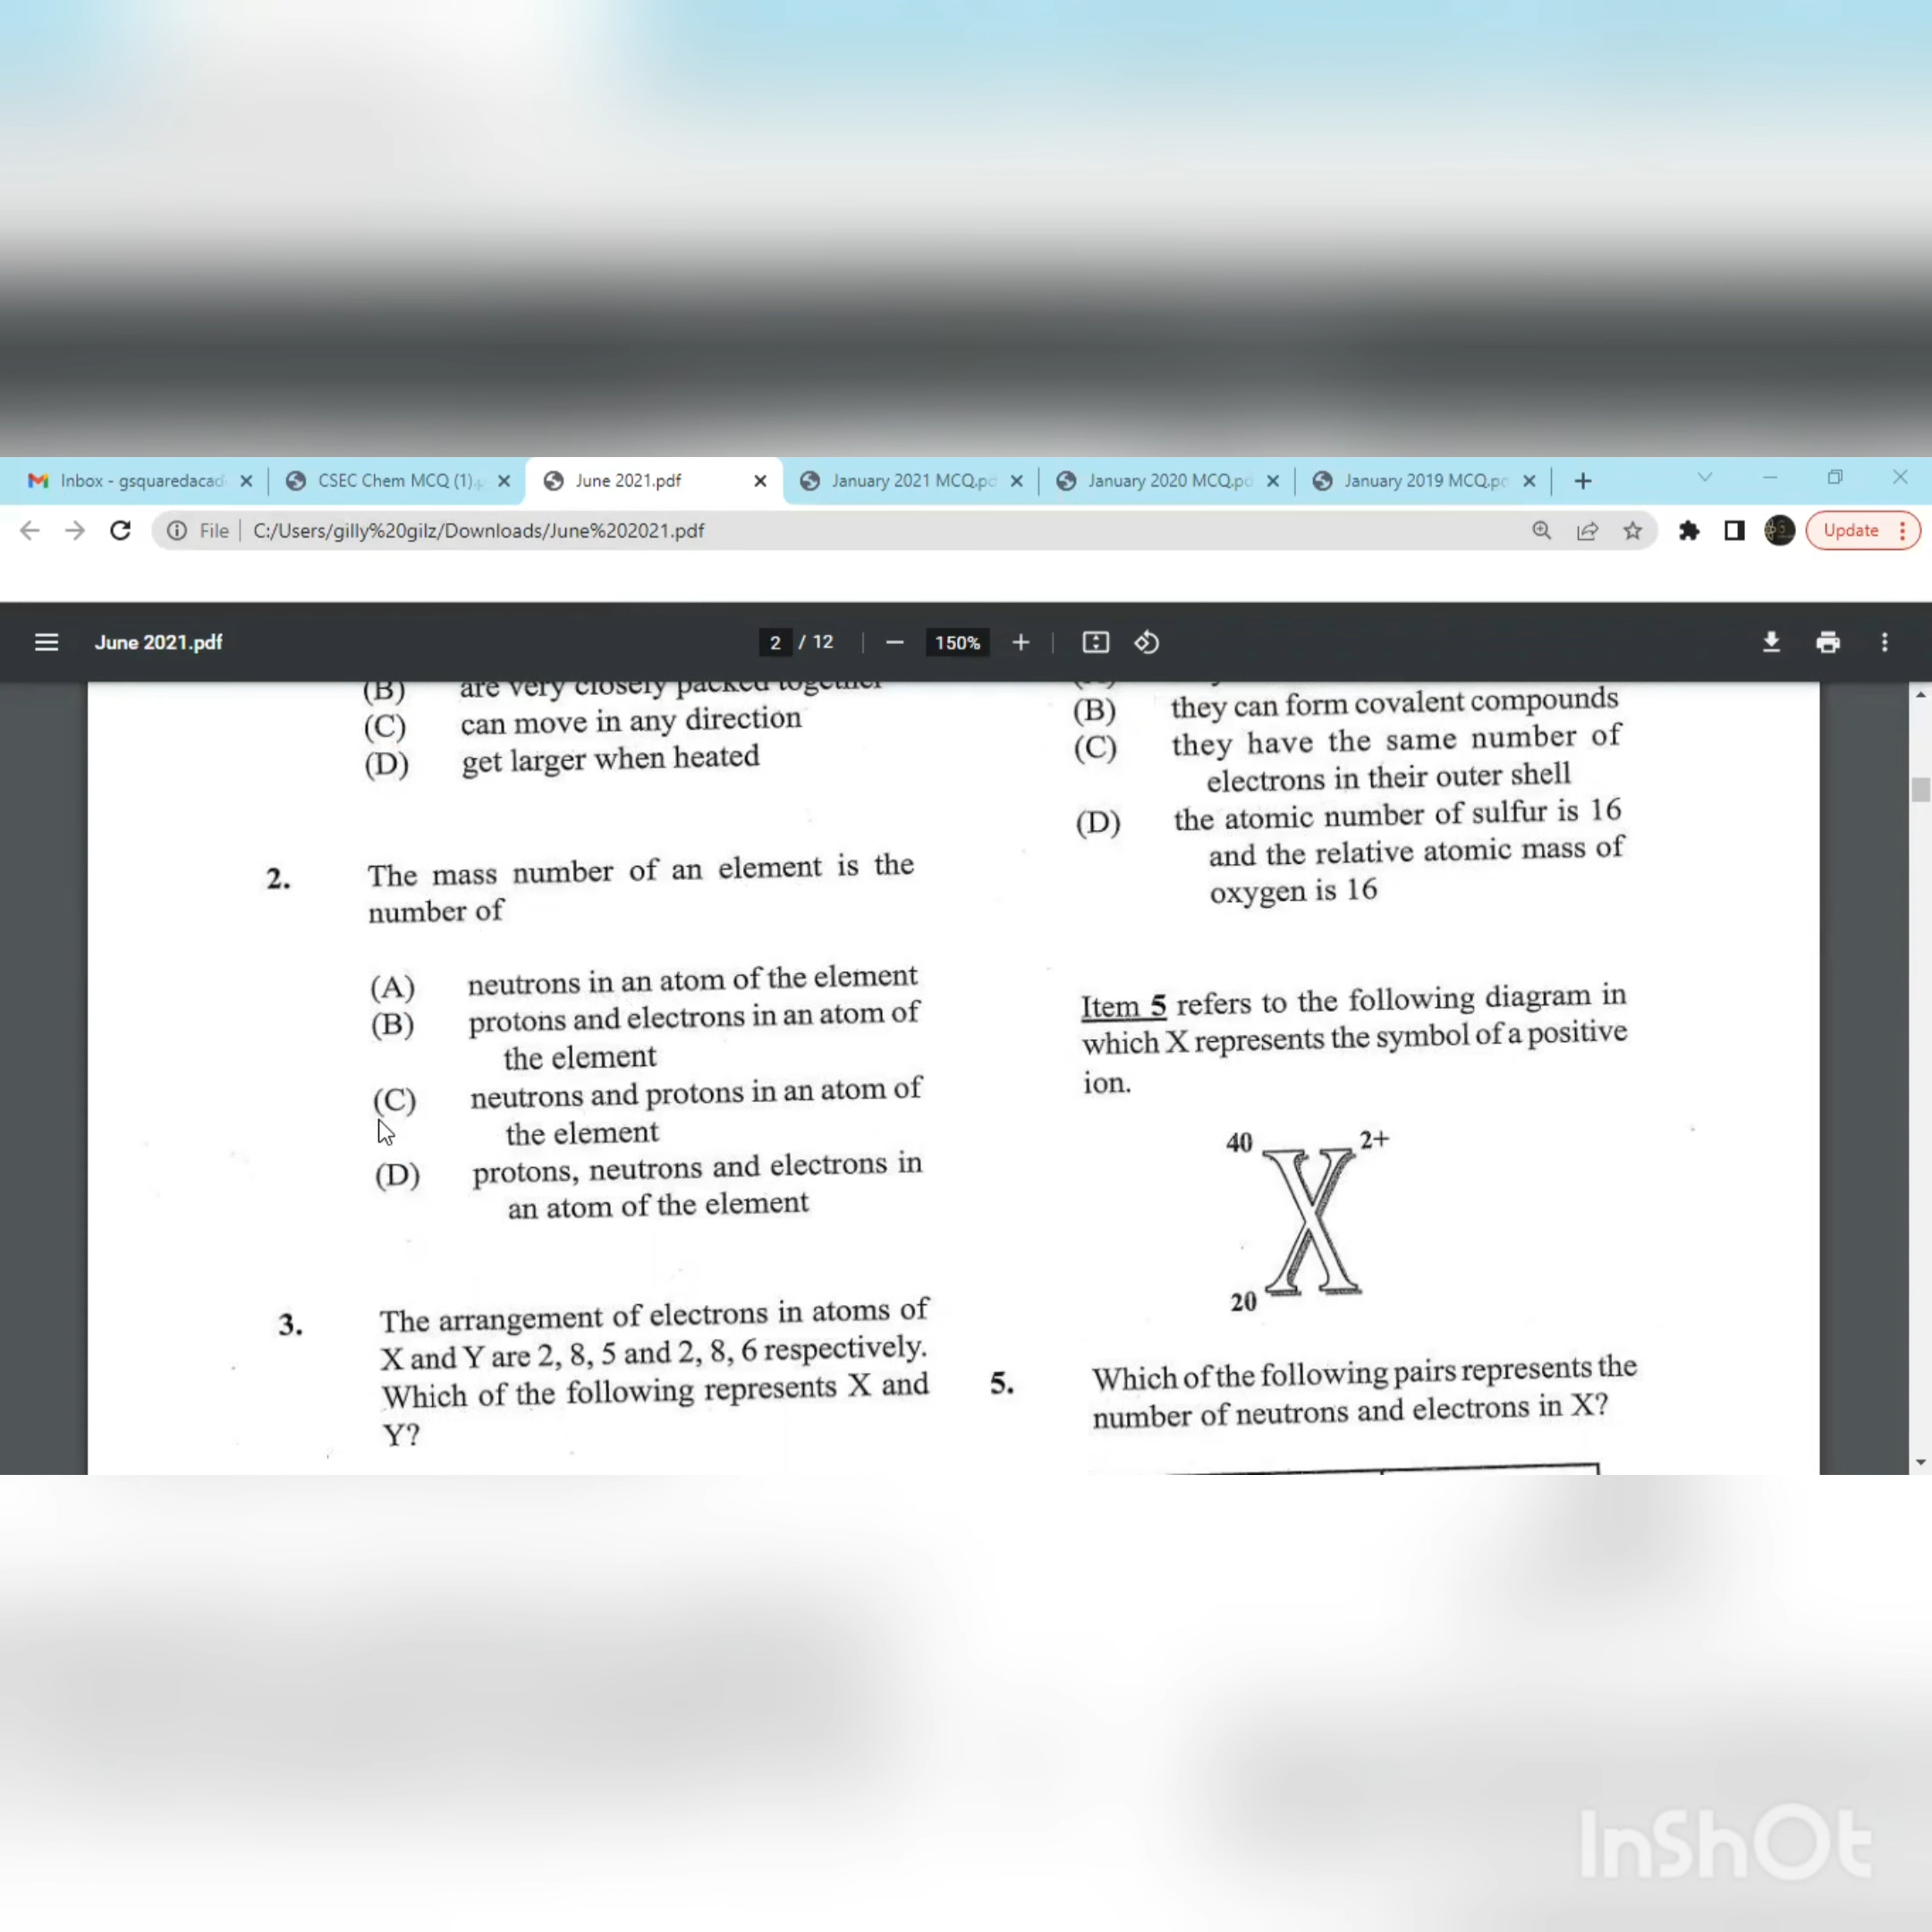 Inbox - gsquaredacad
CSEC Chem MCQ (1).
June 2021.pdf
January 2021 MCQ.pd
January 2020 MCQ.pd
January 2019 MCQ.pd
File
C:/Users/gilly%20gilz/Downloads/June%202021.pdf
Update
June 2021.pdf
2 / 12
150%
(B) are very closely packed together
(C) can move in any direction
(D) get larger when heated
2. The mass number of an element is the
number of
(A) neutrons in an atom of the element
(B) protons and electrons in an atom of
the element
(C) neutrons and protons in an atom of
the element
(D) protons, neutrons and electrons in
an atom of the element
3. The arrangement of electrons in atoms of
X and Y are 2, 8, 5 and 2, 8, 6 respectively.
Which of the following represents X and
Y?
(B) they can form covalent compounds
(C) they have the same number of
electrons in their outer shell
(D) the atomic number of sulfur is 16
and the relative atomic mass of
oxygen is 16
Item 5 refers to the following diagram in
which X represents the symbol of a positive
ion.
40 2+
X
20
5. Which of the following pairs represents the
number of neutrons and electrons in X?
InShOt